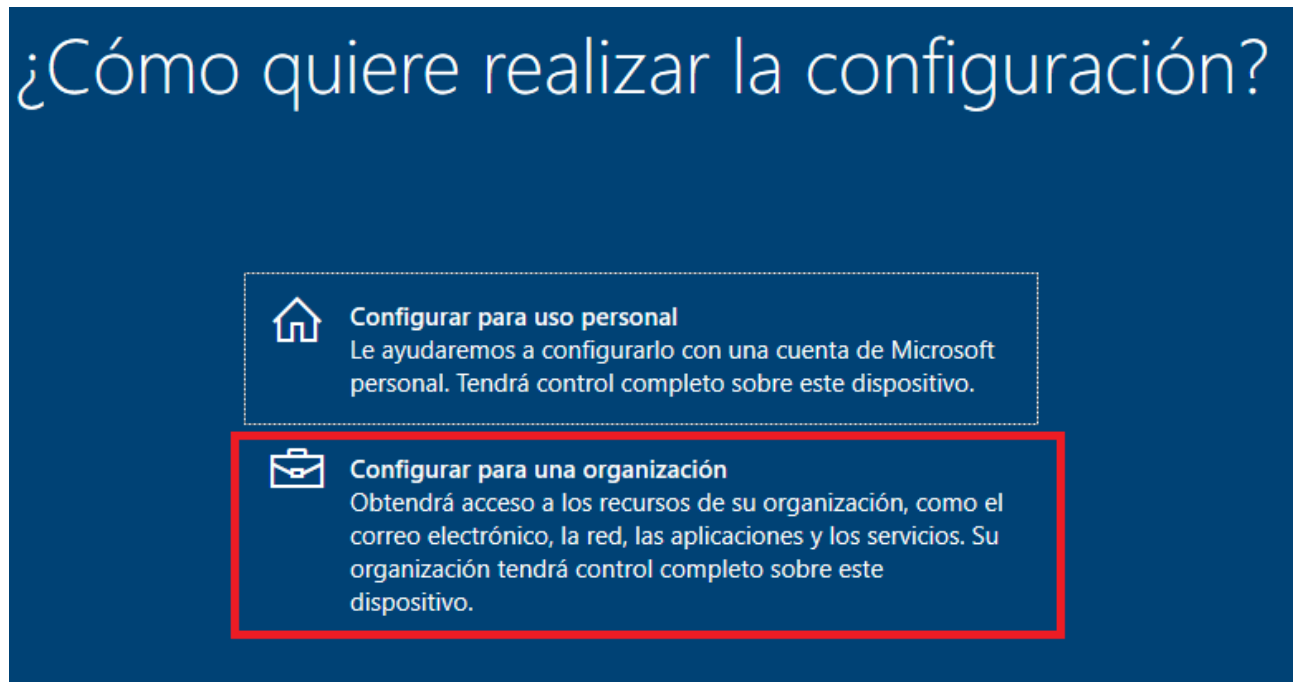 ¿Cómo quiere realizar la configuración?
Configurar para uso personal
Le ayudaremos a configurarlo con una cuenta de Microsoft
personal. Tendrá control completo sobre este dispositivo.
Configurar para una organización
Obtendrá acceso a los recursos de su organización, como el
correo electrónico, la red, las aplicaciones y los servicios. Su
organización tendrá control completo sobre este
dispositivo.